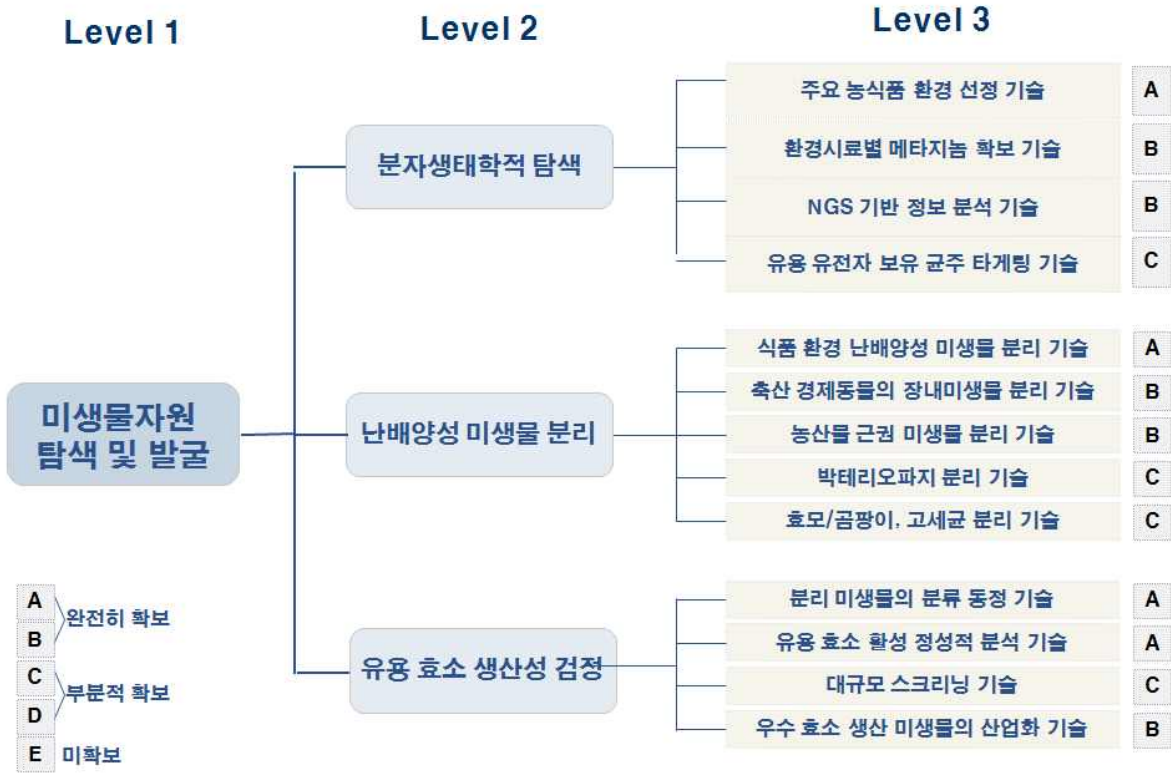 Level 1
Level 2
Level 3
주요 농식품 환경 선정 기술
A
환경시료별 메타지놈 확보 기술
B
분자생태학적 탐색
NGS 기반 정보 분석 기술
B
유용 유전자 보유 균주 타게팅 기술
C
미생물자원
탐색 및 발굴
난배양성 미생물 분리
식품 환경 난배양성 미생물 분리 기술
A
축산 경제동물의 장내미생물 분리 기술
B
농산물 근권 미생물 분리 기술
B
박테리오파지 분리 기술
C
효모/곰팡이, 고세균 분리 기술
C
유용 효소 생산성 검정
분리 미생물의 분류 동정 기술
A
유용 효소 활성 정성적 분석 기술
A
대규모 스크리닝 기술
C
우수 효소 생산 미생물의 산업화 기술
B
A
B
완전히 확보
C
D
부분적 확보
E 미확보